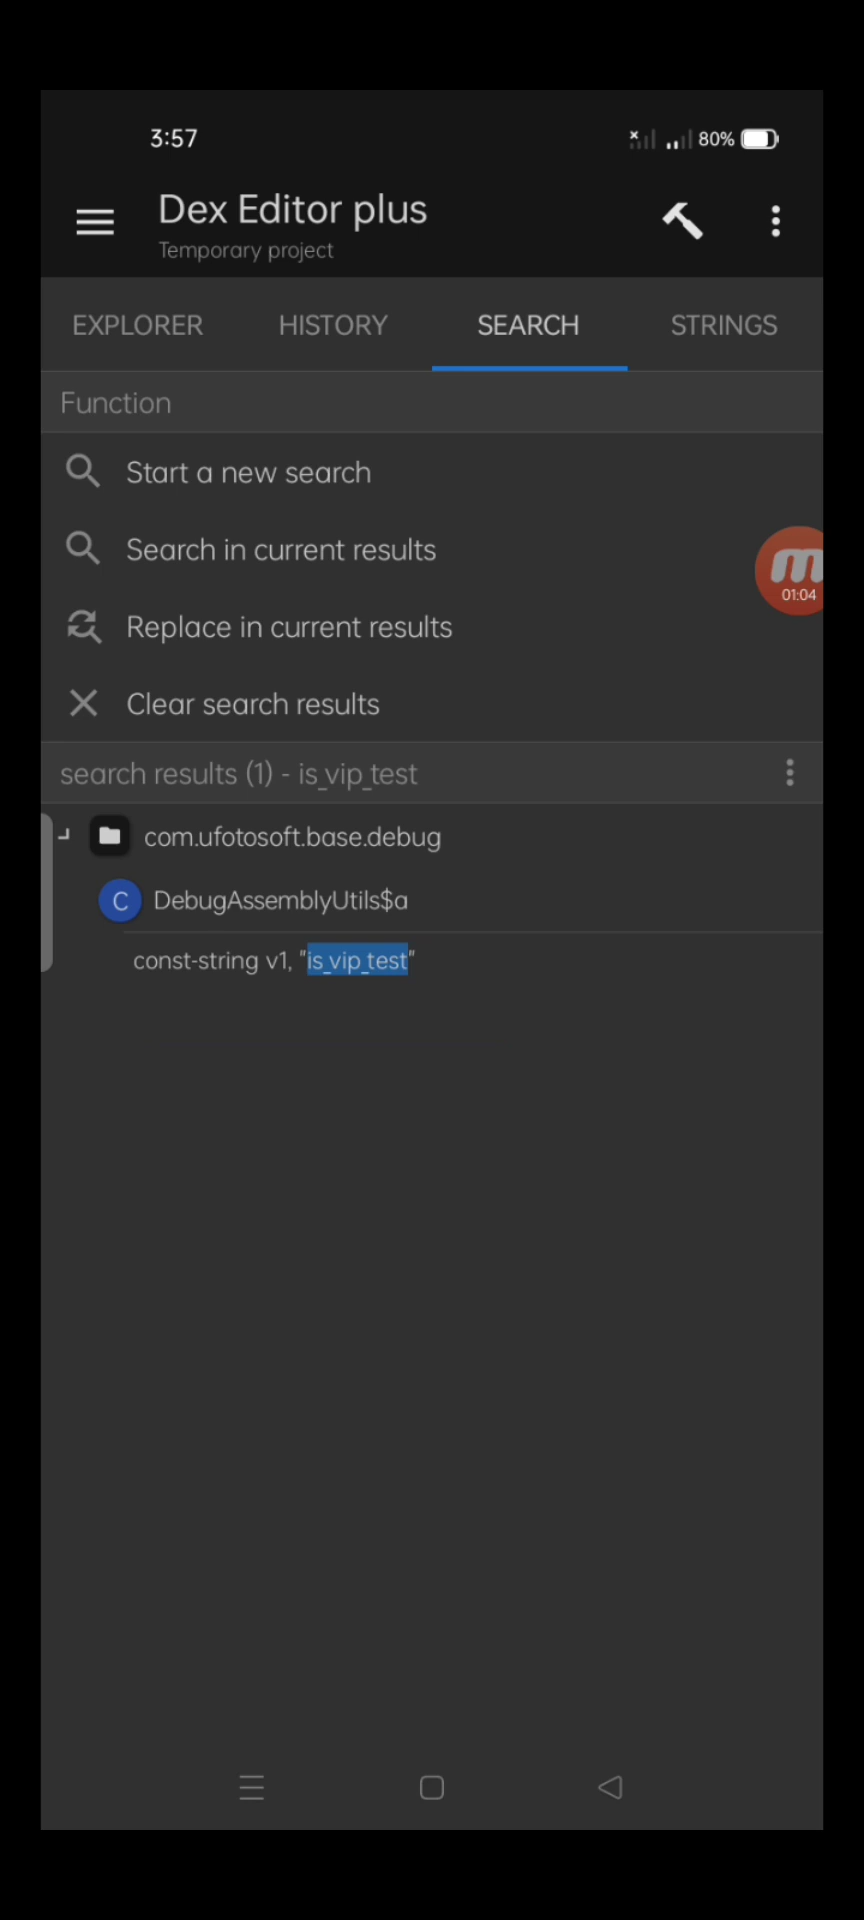 3:57
80%
Dex Editor plus
Temporary project
EXPLORER HISTORY SEARCH STRINGS
Function
Start a new search
Search in current results
01:04
Replace in current results
Clear search results
search results (1) - is_vip_test
com.ufotosoft.base.debug
C DebugAssemblyUtils$a
const-string v1, "is_vip_test"